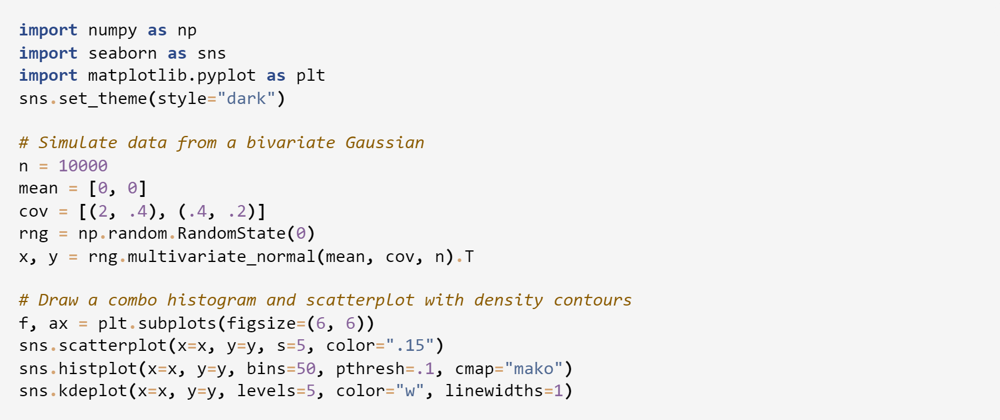 import numpy as np
import seaborn as sns
import matplotlib.pyplot as plt
sns.set_theme(style="dark")

# Simulate data from a bivariate Gaussian
n = 10000
mean = [0, 0]
cov = [(2, .4), (.4, .2)]
rng = np.random.RandomState(0)
x, y = rng.multivariate_normal(mean, cov, n).T

# Draw a combo histogram and scatterplot with density contours
f, ax = plt.subplots(figsize=(6, 6))
sns.scatterplot(x=x, y=y, s=5, color=".15")
sns.histplot(x=x, y=y, bins=50, pthresh=.1, cmap="mako")
sns.kdeplot(x=x, y=y, levels=5, color="w", linewidths=1)